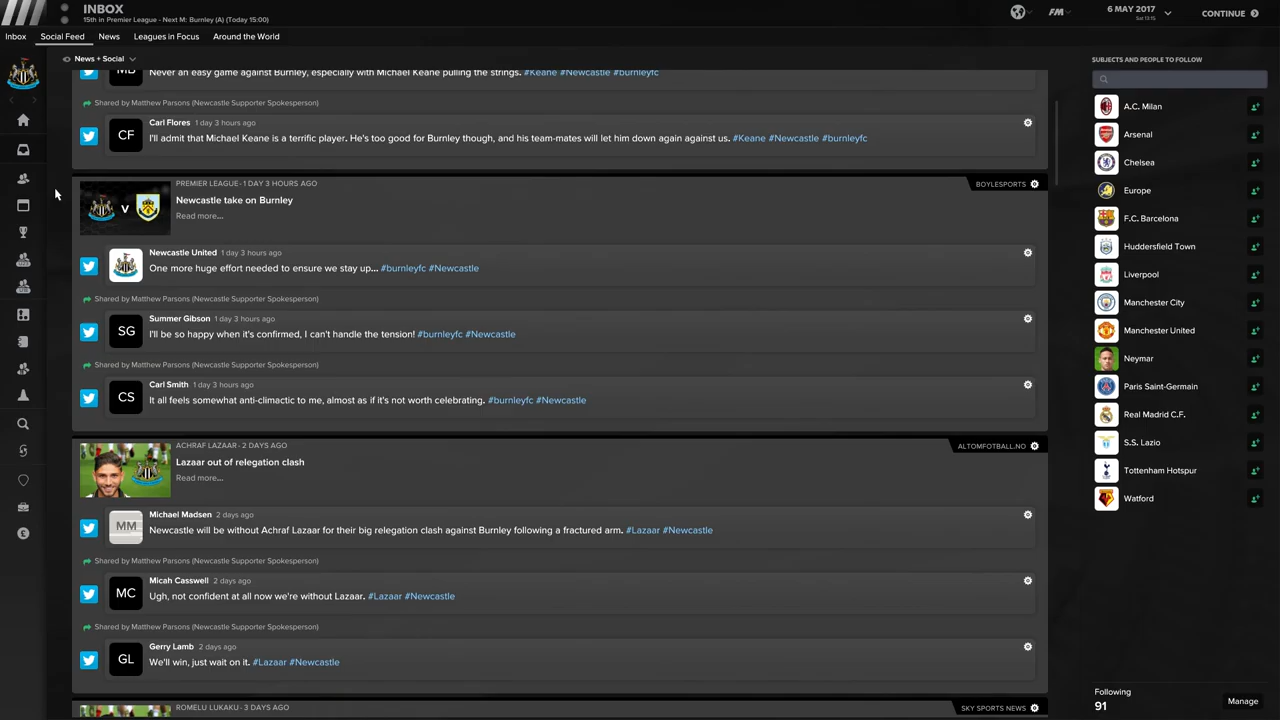 INBOX
15th in Premier League - Next M: Burnley (A) (Today 15:00)
FM
6 MAY 2017
Sat 13:15
CONTINUE
Inbox
Social Feed
News
Leagues in Focus
Around the World
News + Social
MB
Never an easy game against Burnley, especially with Michael Keane pulling the strings. #Keane #Newcastle #burnleyfc
Shared by Matthew Parsons (Newcastle Supporter Spokesperson)
Carl Flores 1 day 3 hours ago
CF
I'll admit that Michael Keane is a terrific player. He's too good for Burnley though and his team-mates will let him down again against us. #Keane #Newcastle #burnleyfc
PREMIER LEAGUE - 1 DAY 3 HOURS AGO
BOYLESPORTS
V
Newcastle take on Burnley
Read more...
Newcastle United 1 day 3 hours ago
One more huge effort needed to ensure we stay up... #burnleyfc #Newcastle
Shared by Matthew Parsons (Newcastle Supporter Spokesperson)
Summer Gibson 1 day 3 hours ago
SG
I'll be so happy when it's confirmed, I can't handle the tension! #burnleyfc #Newcastle
Shared by Matthew Parsons (Newcastle Supporter Spokesperson)
Carl Smith 1 day 3 hours ago
CS
It all feels somewhat anti-climactic to me, almost as if it's not worth celebrating. #burnleyfc #Newcastle
ACHRAF LAZAAR - 2 DAYS AGO
ALTOMFOTBALL.NO
Lazaar out of relegation clash
Read more...
Michael Madsen 2 days ago
MM
Newcastle will be without Achraf Lazaar for their big relegation clash against Burnley following a fractured arm. #Lazaar #Newcastle
Shared by Matthew Parsons (Newcastle Supporter Spokesperson)
Micah Casswell 2 days ago
MC
Ugh, not confident at all now we're without Lazaar. #Lazaar #Newcastle
Shared by Matthew Parsons (Newcastle Supporter Spokesperson)
Gerry Lamb 2 days ago
GL
We'll win, just wait on it. #Lazaar #Newcastle
ROMELU LUKAKU - 3 DAYS AGO
SKY SPORTS NEWS
SUBJECTS AND PEOPLE TO FOLLOW
A.C. Milan
Arsenal
Chelsea
Europe
F.C. Barcelona
Huddersfield Town
Liverpool
Manchester City
Manchester United
Neymar
Paris Saint-Germain
Real Madrid C.F.
S.S. Lazio
Tottenham Hotspur
Watford
Following
91
Manage